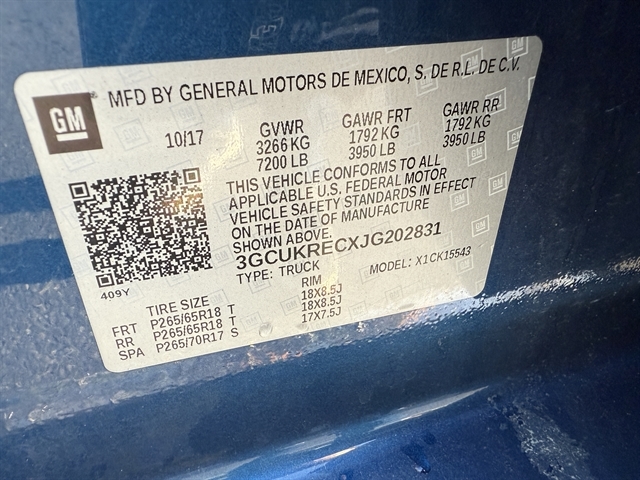 GM
MFD BY GENERAL MOTORS DE MEXICO, S. DE R.L. DE C.V.
10/17
GVWR
3266 KG
7200 LB
GAWR FRT
1792 KG
3950 LB
GAWR RR
1792 KG
3950 LB
THIS VEHICLE CONFORMS TO ALL
APPLICABLE U.S. FEDERAL MOTOR
VEHICLE SAFETY STANDARDS IN EFFECT
ON THE DATE OF MANUFACTURE
SHOWN ABOVE.
3GCUKRECXJG202831
TYPE: TRUCK
MODEL: X1CK15543
409Y
TIRE SIZE RIM
FRT P265/65R18 T 18X8.5J
RR P265/65R18 T 18X8.5J
SPA P265/70R17 S 17X7.5J